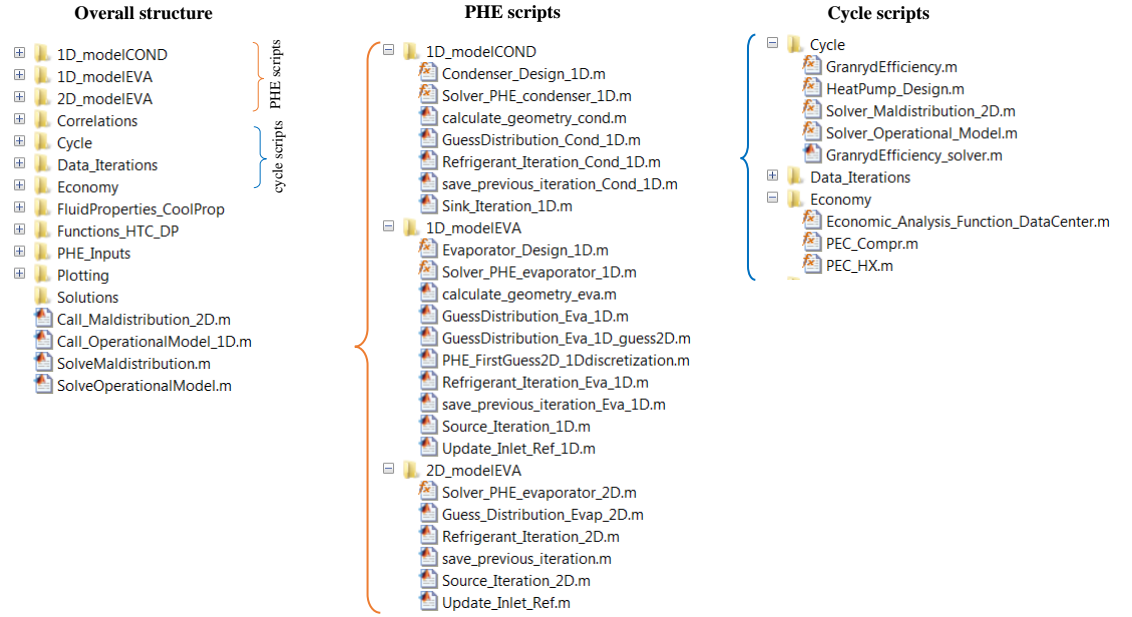 Overall structure
1D_modelCOND
1D_modelEVA
2D_modelEVA
Correlations
Cycle
Data_Iterations
Economy
FluidProperties_CoolProp
Functions_HTC_DP
PHE_Inputs
Plotting
Solutions
Call_Maldistribution_2D.m
Call_OperationalModel_1D.m
SolveMaldistribution.m
SolveOperationalModel.m
PHE scripts
cycle scripts
PHE scripts
1D_modelCOND
Condenser_Design_1D.m
Solver_PHE_condenser_1D.m
calculate_geometry_cond.m
GuessDistribution_Cond_1D.m
Refrigerant_Iteration_Cond_1D.m
save_previous_iteration_Cond_1D.m
Sink_Iteration_1D.m
1D_modelEVA
Evaporator_Design_1D.m
Solver_PHE_evaporator_1D.m
calculate_geometry_eva.m
GuessDistribution_Eva_1D.m
GuessDistribution_Eva_1D_guess2D.m
PHE_FirstGuess2D_1Ddiscretization.m
Refrigerant_Iteration_Eva_1D.m
save_previous_iteration_Eva_1D.m
Source_Iteration_1D.m
Update_Inlet_Ref_1D.m
2D_modelEVA
Solver_PHE_evaporator_2D.m
Guess_Distribution_Evap_2D.m
Refrigerant_Iteration_2D.m
save_previous_iteration.m
Source_Iteration_2D.m
Update_Inlet_Ref.m
Cycle scripts
Cycle
GranrydEfficiency.m
HeatPump_Design.m
Solver_Maldistribution_2D.m
Solver_Operational_Model.m
GranrydEfficiency_solver.m
Data_Iterations
Economy
Economic_Analysis_Function_DataCenter.m
PEC_Compr.m
PEC_HX.m